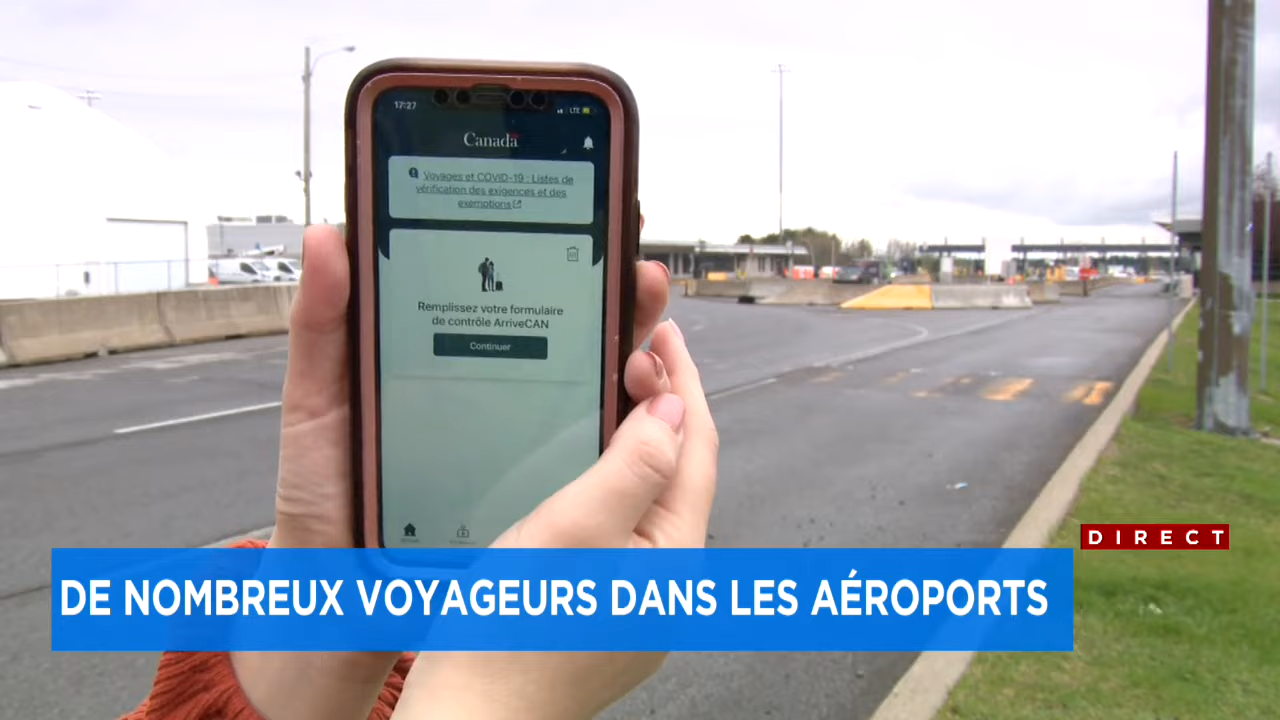 17:27
LTE
Canada
Voyages et COVID-19 : Listes de
vérification des exigences et des
exemptions
Remplissez votre formulaire
de contrôle ArriveCAN
Continuer
DIRECT
DE NOMBREUX VOYAGEURS DANS LES AÉROPORTS